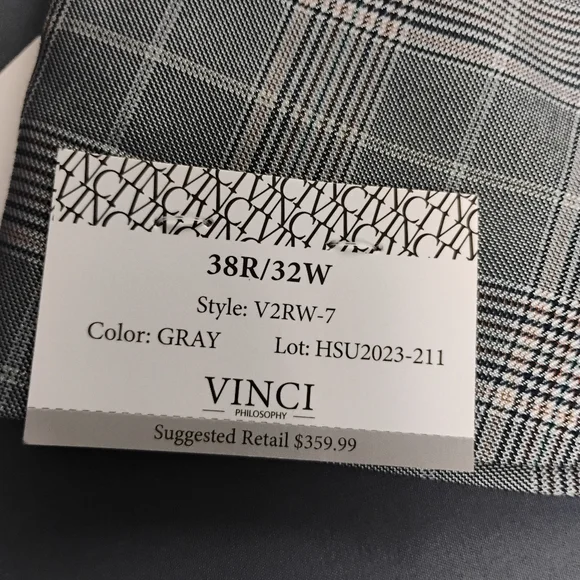 38R/32W
Style: V2RW-7
Color: GRAY Lot: HSU2023-211
VINCI
PHILOSOPHY
Suggested Retail $359.99